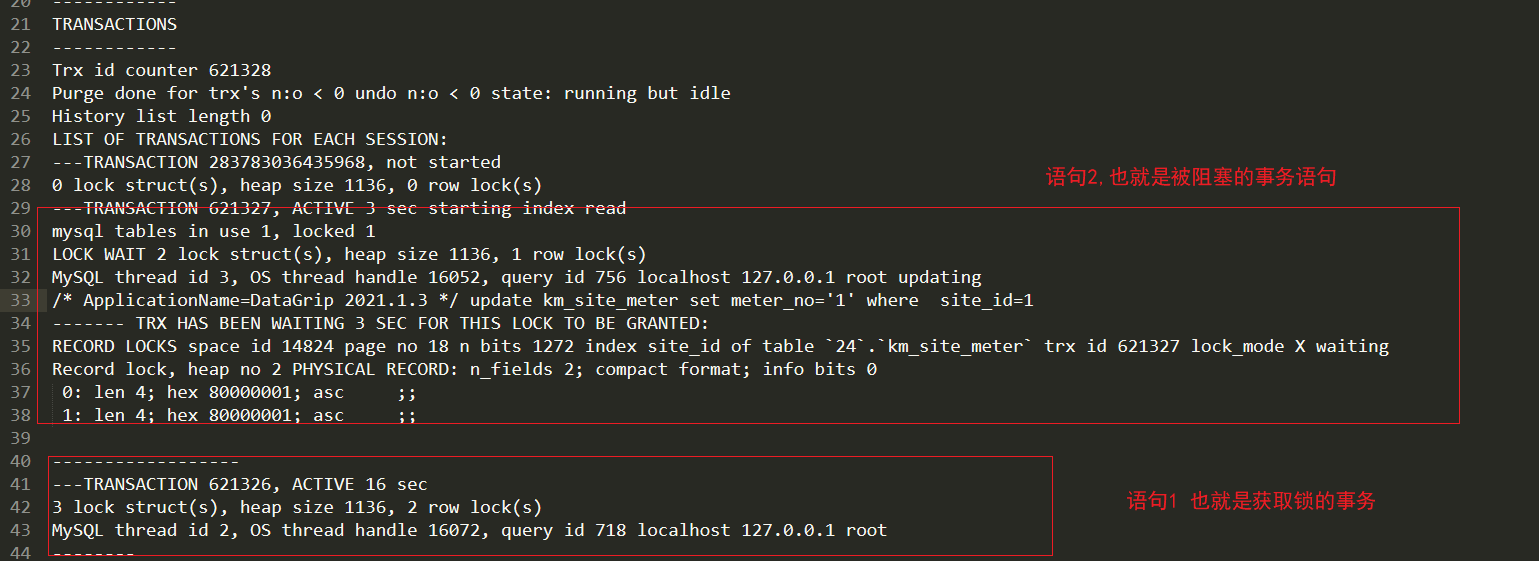 20 ------------
21 TRANSACTIONS
22 ------------
23 Trx id counter 621328
24 Purge done for trx's n:o < 0 undo n:o < 0 state: running but idle
25 History list length 0
26 LIST OF TRANSACTIONS FOR EACH SESSION:
27 ---TRANSACTION 283783036435968, not started
语句2,也就是被阻塞的事务语句
28 0 lock struct(s), heap size 1136, 0 row lock(s)
29 ---TRANSACTION 621327, ACTIVE 3 sec starting index read
30 mysql tables in use 1, locked 1
31 LOCK WAIT 2 lock struct(s), heap size 1136, 1 row lock(s)
32 MySQL thread id 3, OS thread handle 16052, query id 756 localhost 127.0.0.1 root updating
33 /* ApplicationName=DataGrip 2021.1.3 */ update km_site_meter set meter_no='1' where  site_id=1
34 ------- TRX HAS BEEN WAITING 3 SEC FOR THIS LOCK TO BE GRANTED:
35 RECORD LOCKS space id 14824 page no 18 n bits 1272 index site_id of table `24`.`km_site_meter` trx id 621327 lock_mode X waiting
36 Record lock, heap no 2 PHYSICAL RECORD: n_fields 2; compact format; info bits 0
37  0: len 4; hex 80000001; asc     ;;
38  1: len 4; hex 80000001; asc     ;;
39
40 ------------------
41 ---TRANSACTION 621326, ACTIVE 16 sec
语句1 也就是获取锁的事务
42 3 lock struct(s), heap size 1136, 2 row lock(s)
43 MySQL thread id 2, OS thread handle 16072, query id 718 localhost 127.0.0.1 root
44 --------